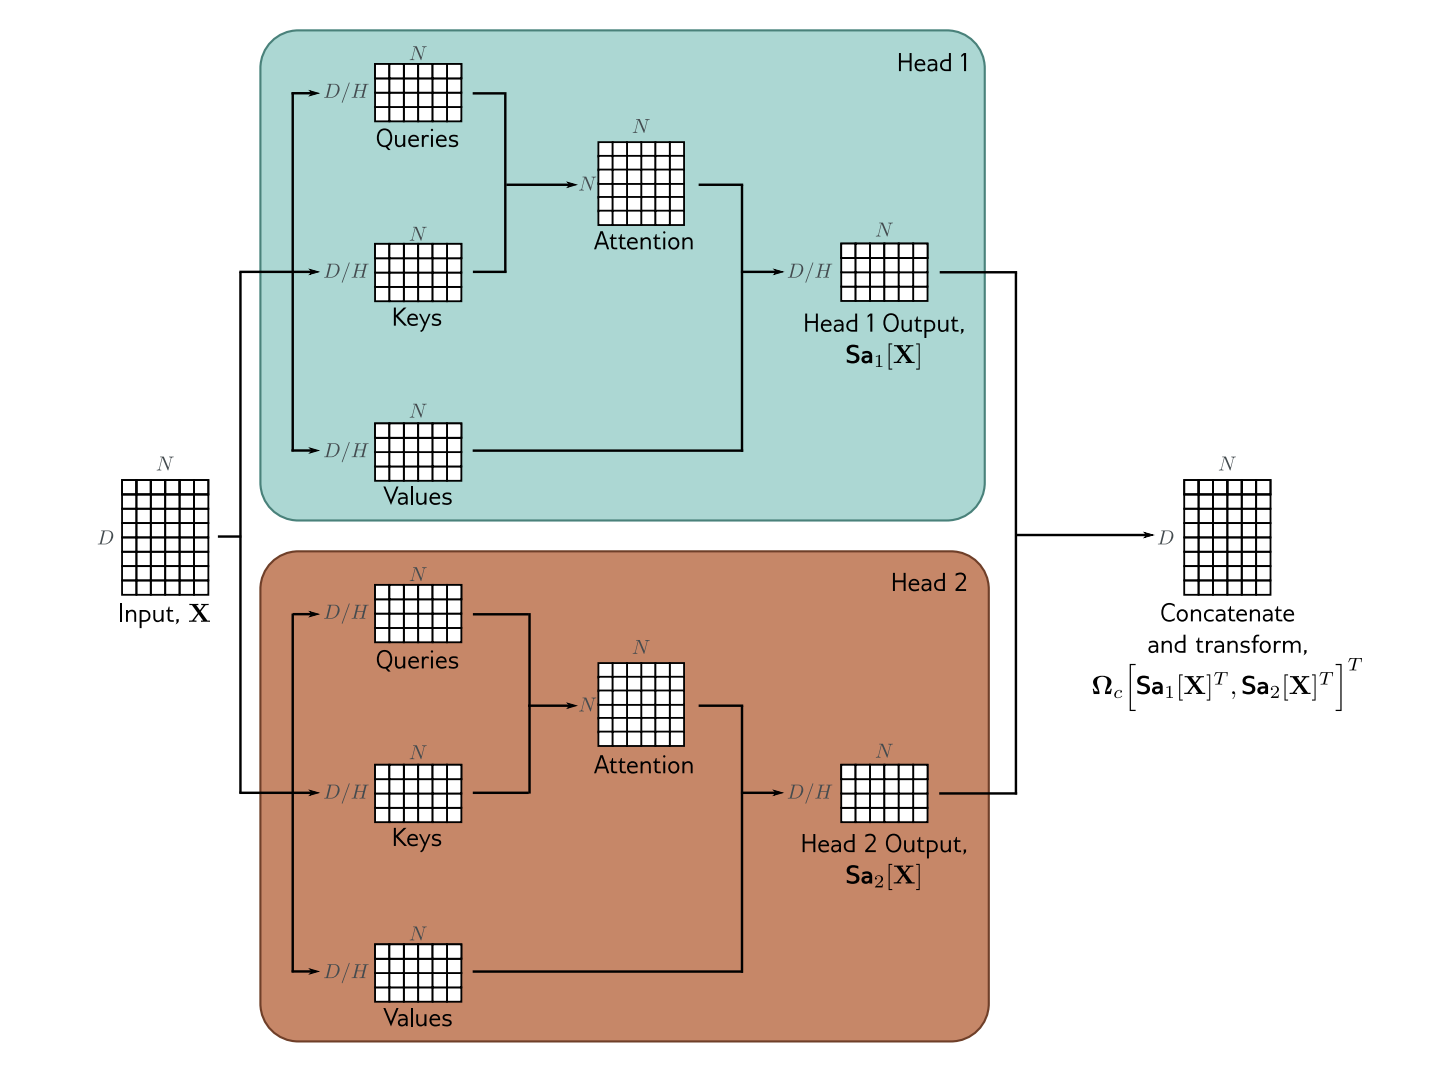 N
D
Input, X
Head 1
N
D/H
Queries
N
D/H
Keys
N
D/H
Values
N
N
Attention
N
D/H
Head 1 Output,
Sa₁[X]
Head 2
N
D/H
Queries
N
D/H
Keys
N
D/H
Values
N
N
Attention
N
D/H
Head 2 Output,
Sa₂[X]
N
D
Concatenate
and transform,
Ω_c[Sa₁[X]^T, Sa₂[X]^T]^T